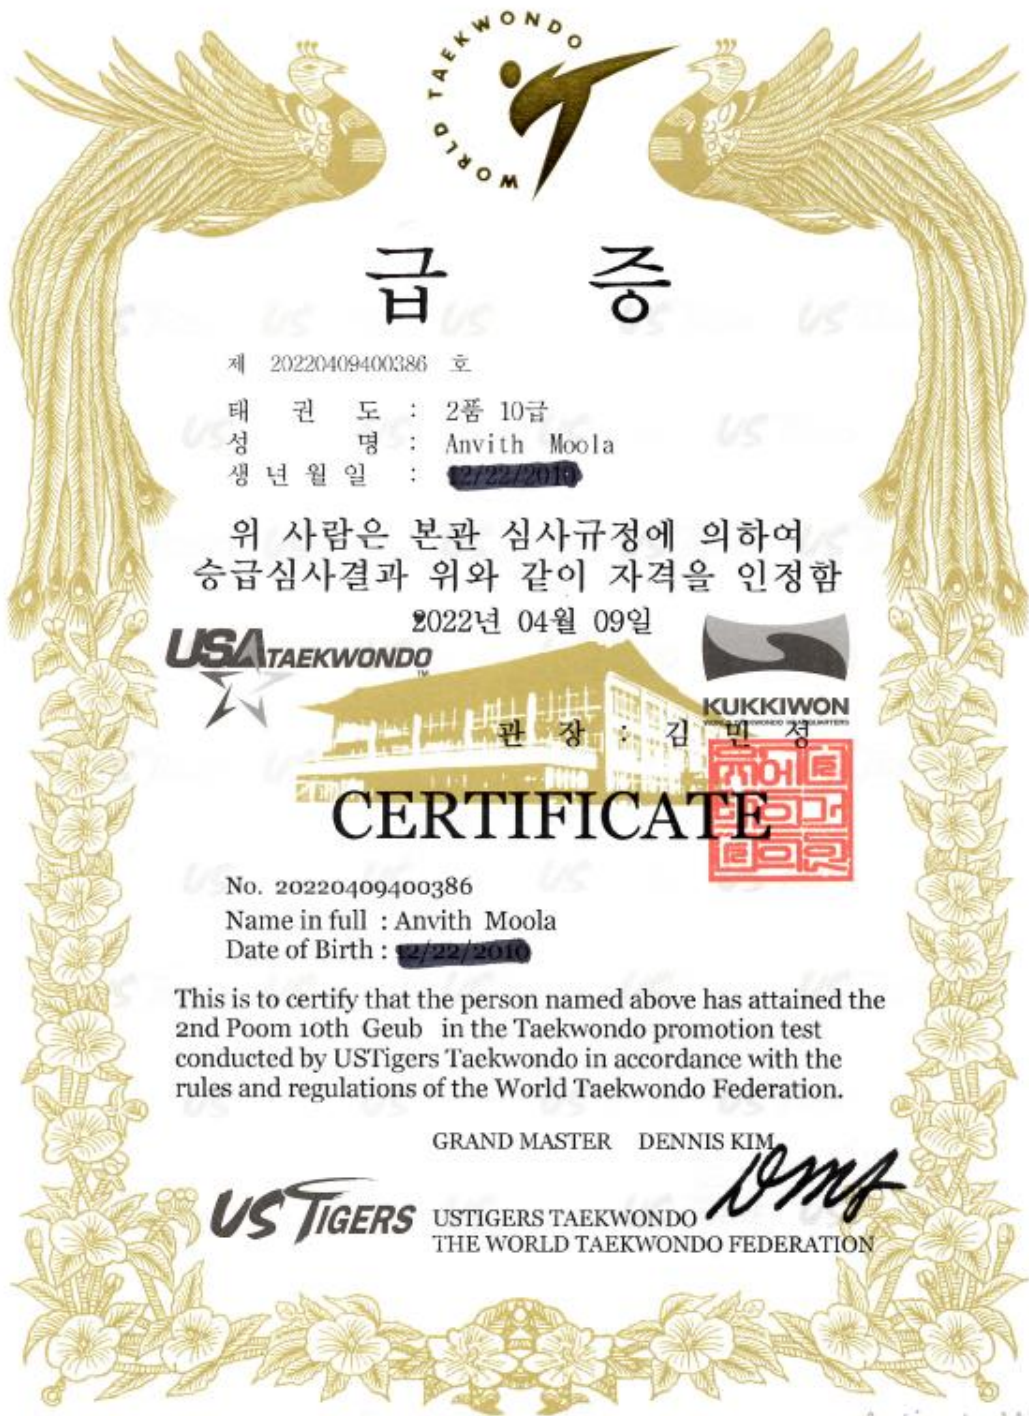 WORLD TAEKWONDO
급 증
제 20220409400386 호
태 권 도 : 2품 10급
성 명 : Anvith Moola
생 년 월 일 :
위 사람은 본관 심사규정에 의하여
승급심사결과 위와 같이 자격을 인정함
2022년 04월 09일
USA TAEKWONDO™
KUKKIWON
WORLD TAEKWONDO HEADQUARTERS
관 장 : 김 민 성
CERTIFICATE
No. 20220409400386
Name in full : Anvith Moola
Date of Birth :
This is to certify that the person named above has attained the
2nd Poom 10th Geub in the Taekwondo promotion test
conducted by USTigers Taekwondo in accordance with the
rules and regulations of the World Taekwondo Federation.
GRAND MASTER DENNIS KIM
US TIGERS
USTIGERS TAEKWONDO
THE WORLD TAEKWONDO FEDERATION